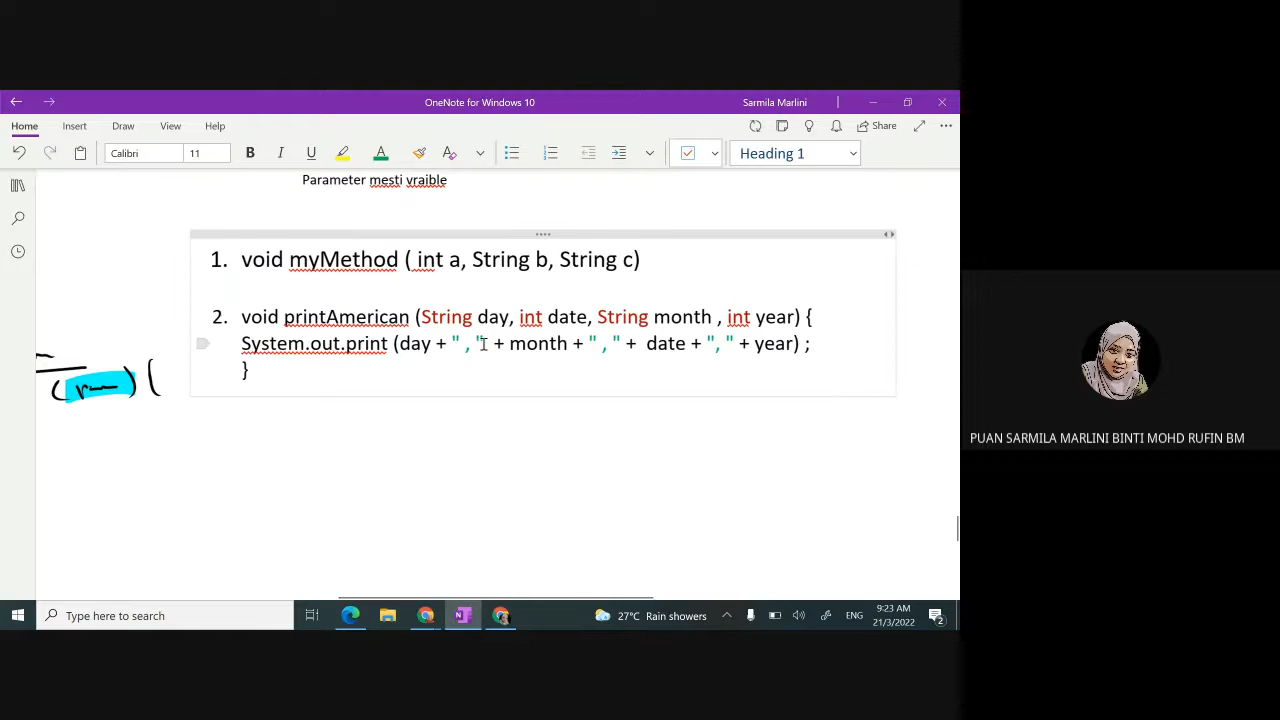 OneNote for Windows 10
Sarmila Marlini
Home Insert Draw View Help
Share
Calibri 11 B I U A Heading 1
Parameter mesti vraible
1. void myMethod ( int a, String b, String c)
2. void printAmerican (String day, int date, String month , int year) {
System.out.print (day + " , " + month + " , " + date + ", " + year) ;
}
PUAN SARMILA MARLINI BINTI MOHD RUFIN BM
Type here to search
27°C Rain showers
ENG
9:23 AM
21/3/2022
2